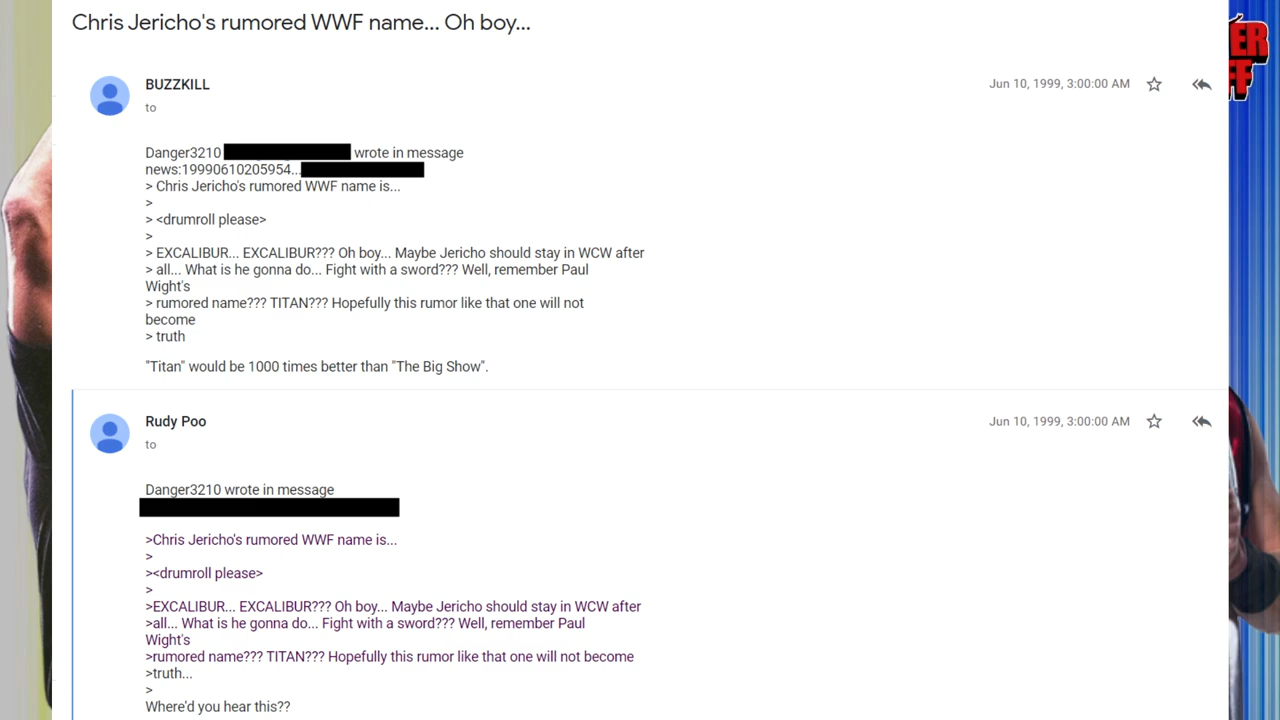 Chris Jericho's rumored WWF name... Oh boy...
BUZZKILL
Jun 10, 1999, 3:00:00 AM
to
Danger3210 wrote in message
news:19990610205954...
> Chris Jericho's rumored WWF name is...
>
> <drumroll please>
>
> EXCALIBUR... EXCALIBUR??? Oh boy... Maybe Jericho should stay in WCW after
> all... What is he gonna do... Fight with a sword??? Well, remember Paul
Wight's
> rumored name??? TITAN??? Hopefully this rumor like that one will not
become
> truth
"Titan" would be 1000 times better than "The Big Show".
Rudy Poo
Jun 10, 1999, 3:00:00 AM
to
Danger3210 wrote in message
>Chris Jericho's rumored WWF name is...
>
><drumroll please>
>
>EXCALIBUR... EXCALIBUR??? Oh boy... Maybe Jericho should stay in WCW after
>all... What is he gonna do... Fight with a sword??? Well, remember Paul
Wight's
>rumored name??? TITAN??? Hopefully this rumor like that one will not become
>truth...
>
Where'd you hear this??